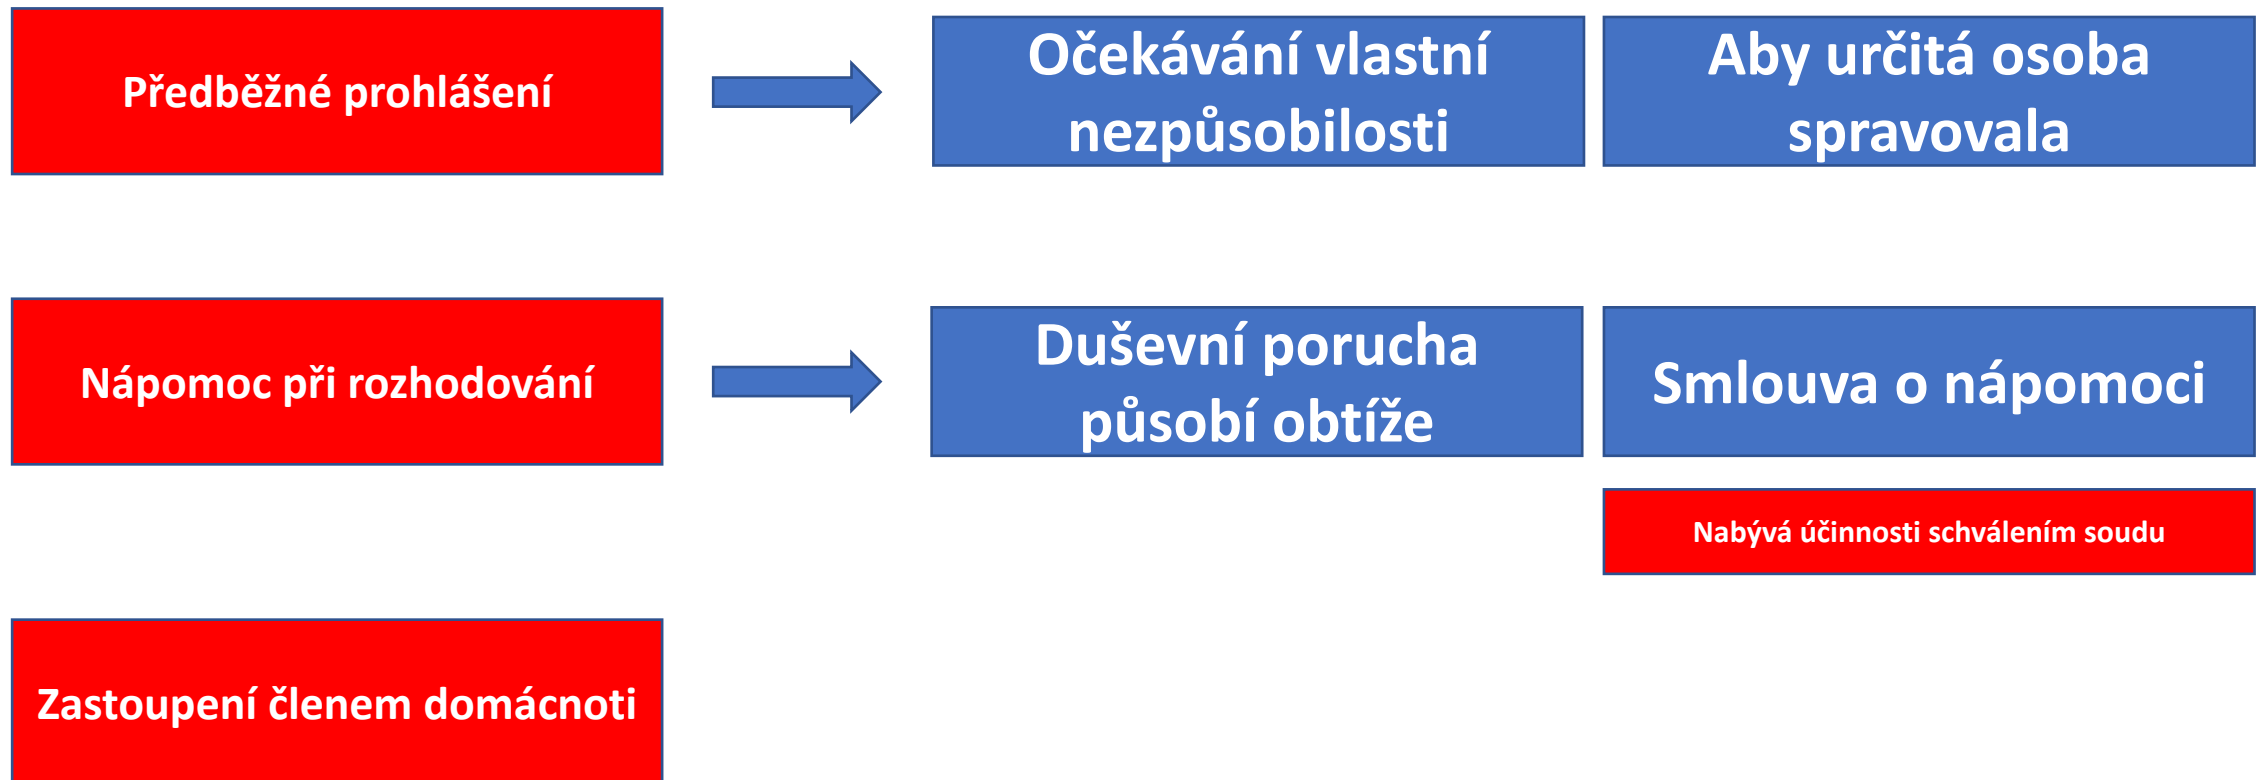 Předběžné prohlášení
Očekávání vlastní
nezpůsobilosti
Aby určitá osoba
spravovala
Nápomoc při rozhodování
Duševní porucha
působí obtíže
Smlouva o nápomoci
Nabývá účinnosti schválením soudu
Zastoupení členem domácnoti